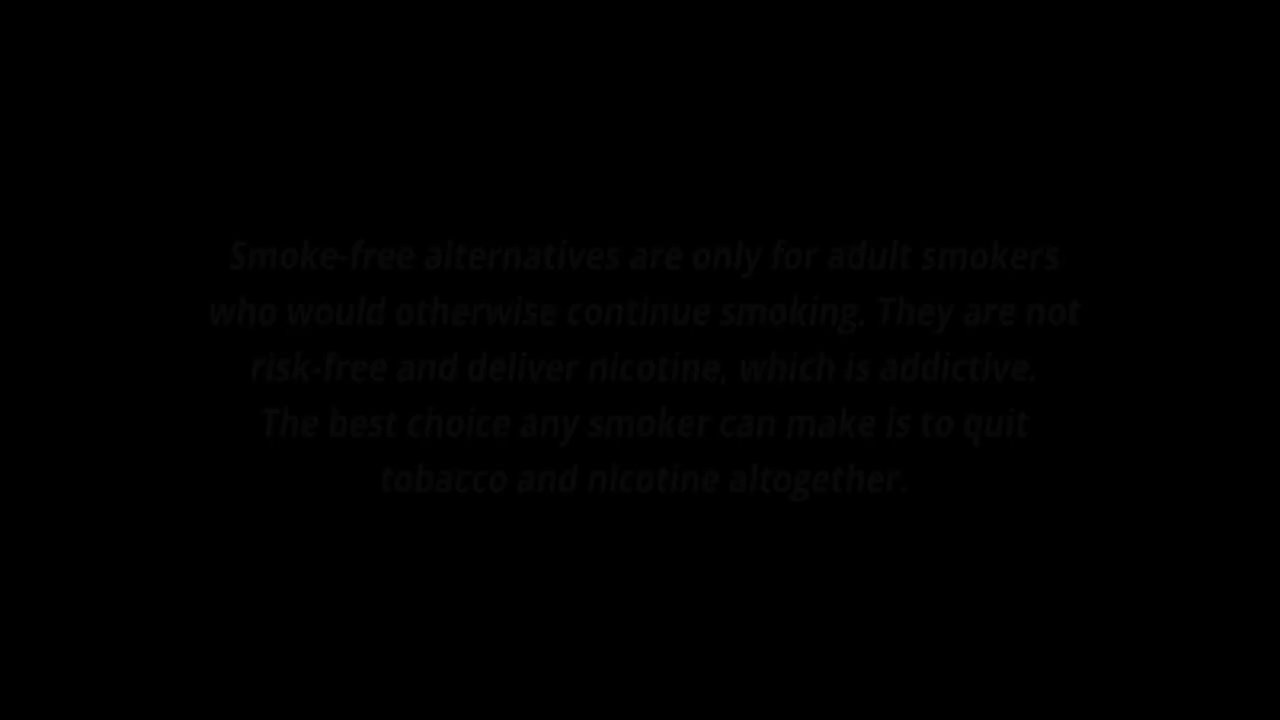 Smoke-free alternatives are only for adult smokers
who would otherwise continue smoking. They are not
risk-free and deliver nicotine, which is addictive.
The best choice any smoker can make is to quit
tobacco and nicotine altogether.